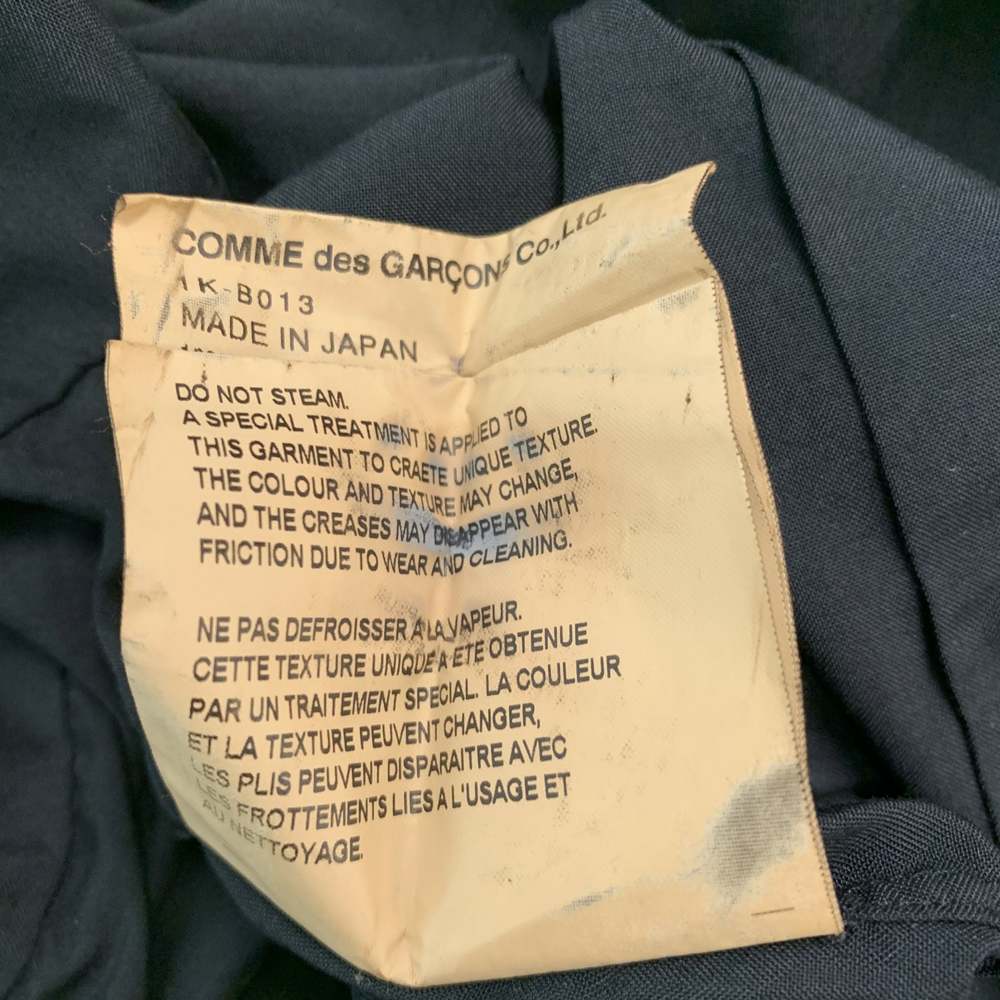 COMME des GARÇONS Co.,Ltd.
1K-B013
MADE IN JAPAN
DO NOT STEAM.
A SPECIAL TREATMENT IS APPLIED TO
THIS GARMENT TO CRAETE UNIQUE TEXTURE.
THE COLOUR AND TEXTURE MAY CHANGE,
AND THE CREASES MAY DISAPPEAR WITH
FRICTION DUE TO WEAR AND CLEANING.
NE PAS DEFROISSER A LA VAPEUR.
CETTE TEXTURE UNIQUE A ETE OBTENUE
PAR UN TRAITEMENT SPECIAL. LA COULEUR
ET LA TEXTURE PEUVENT CHANGER,
LES PLIS PEUVENT DISPARAITRE AVEC
LES FROTTEMENTS LIES A L'USAGE ET
AU NETTOYAGE.